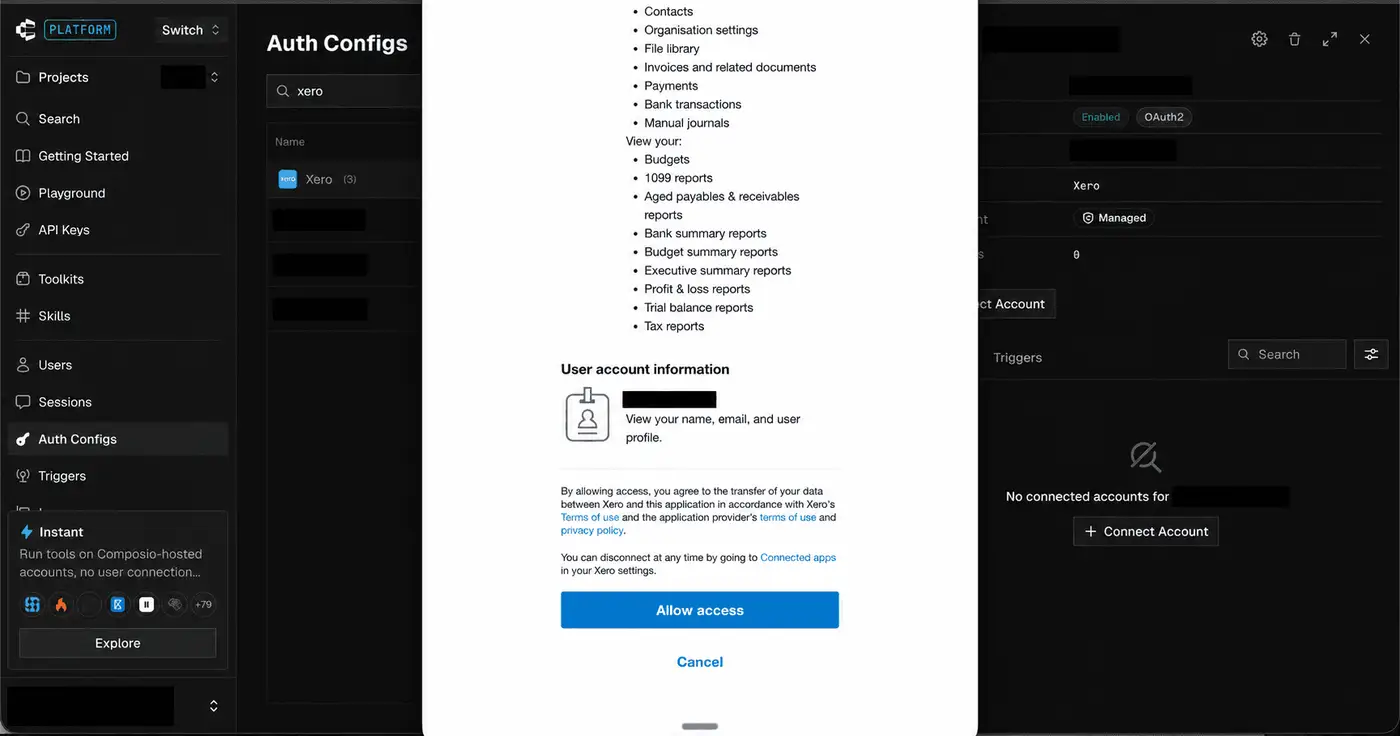 PLATFORM
Switch
Projects
Search
Getting Started
Playground
API Keys
Toolkits
Skills
Users
Sessions
Auth Configs
Triggers
Instant
Run tools on Composio-hosted
accounts, no user connection...
+79
Explore
Auth Configs
xero
Name
xero
Xero (3)
Contacts
Organisation settings
File library
Invoices and related documents
Payments
Bank transactions
Manual journals
View your:
Budgets
1099 reports
Aged payables & receivables
reports
Bank summary reports
Budget summary reports
Executive summary reports
Profit & loss reports
Trial balance reports
Tax reports
User account information
View your name, email, and user
profile.
By allowing access, you agree to the transfer of your data
between Xero and this application in accordance with Xero's
Terms of use and the application provider's terms of use and
privacy policy.
You can disconnect at any time by going to Connected apps
in your Xero settings.
Allow access
Cancel
Enabled
OAuth2
Xero
Managed
0
Account
Triggers
Search
No connected accounts for
+ Connect Account